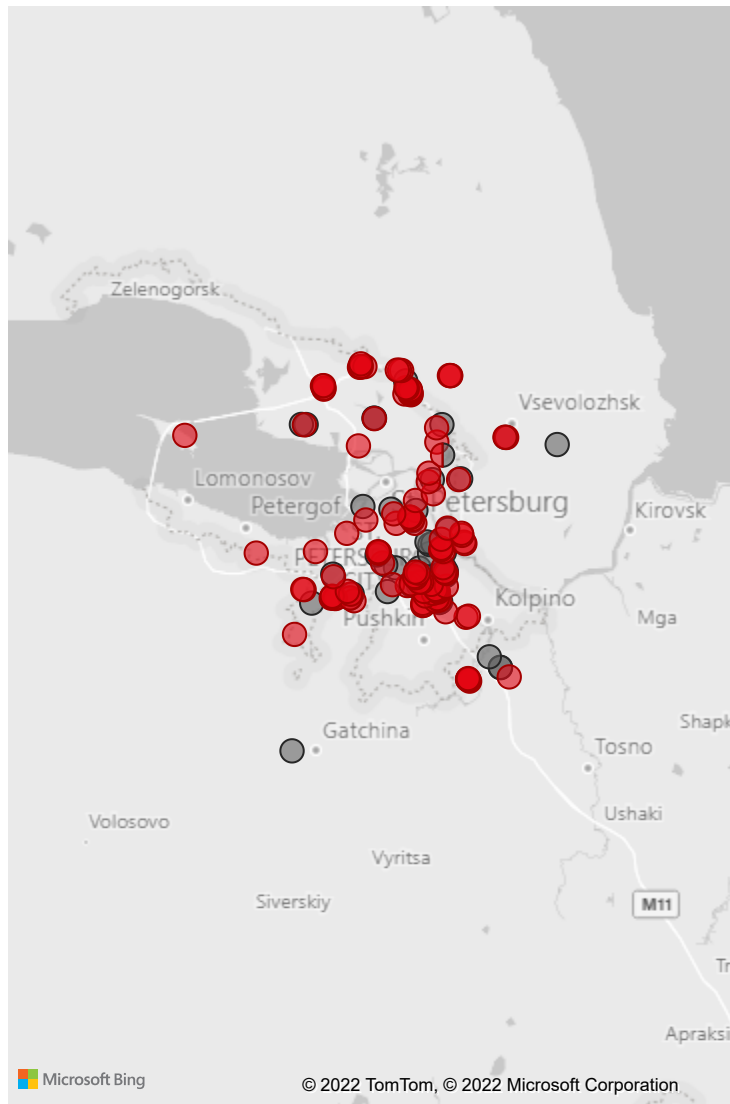 Zelenogorsk
Vsevolozhsk
Lomonosov
Petergof
Petersburg
Kirovsk
Kolpino
Pushkin
Mga
Gatchina
Shapk
Tosno
Volosovo
Ushaki
Vyritsa
Siverskiy
M11
Tr
Apraksi
Microsoft Bing
© 2022 TomTom, © 2022 Microsoft Corporation